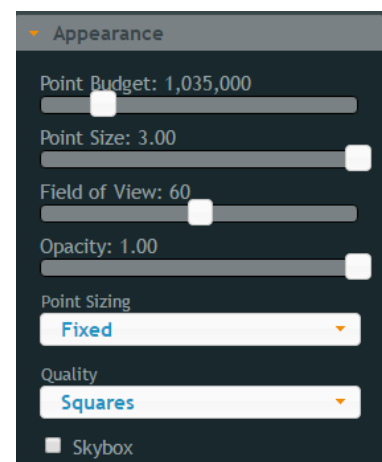 Appearance
Point Budget: 1,035,000
Point Size: 3.00
Field of View: 60
Opacity: 1.00
Point Sizing
Fixed
Quality
Squares
Skybox